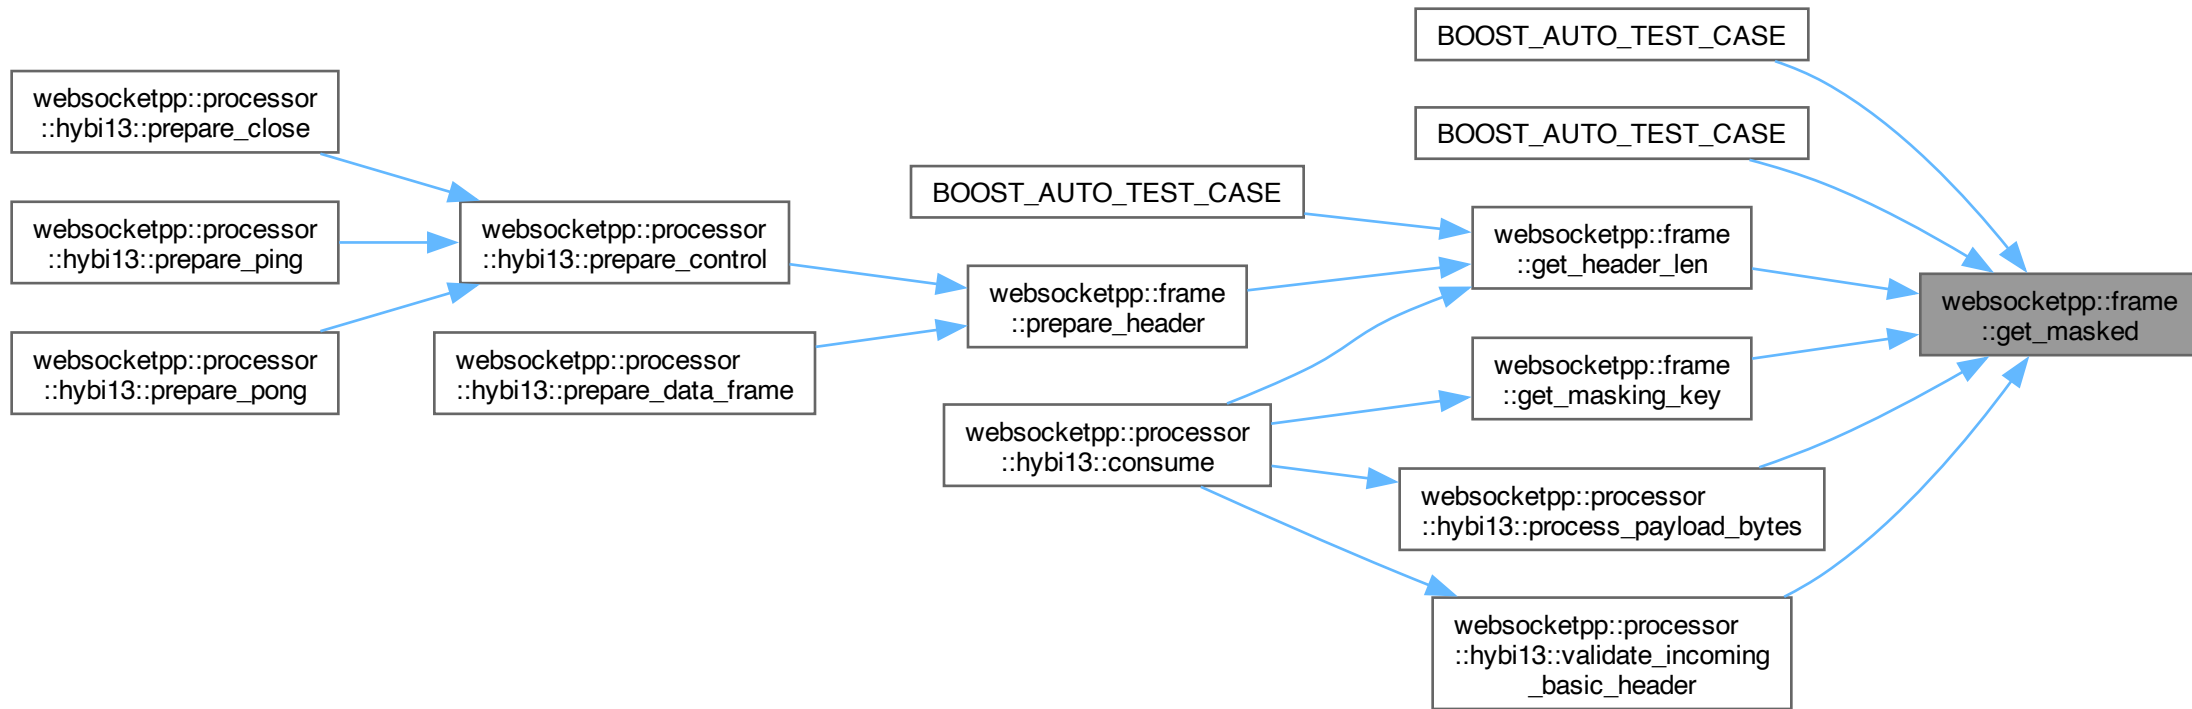 websocketpp::processor
::hybi13::prepare_close
websocketpp::processor
::hybi13::prepare_ping
websocketpp::processor
::hybi13::prepare_pong
websocketpp::processor
::hybi13::prepare_control
websocketpp::processor
::hybi13::prepare_data_frame
BOOST_AUTO_TEST_CASE
websocketpp::frame
::prepare_header
websocketpp::processor
::hybi13::consume
BOOST_AUTO_TEST_CASE
BOOST_AUTO_TEST_CASE
websocketpp::frame
::get_header_len
websocketpp::frame
::get_masking_key
websocketpp::processor
::hybi13::process_payload_bytes
websocketpp::processor
::hybi13::validate_incoming
_basic_header
websocketpp::frame
::get_masked